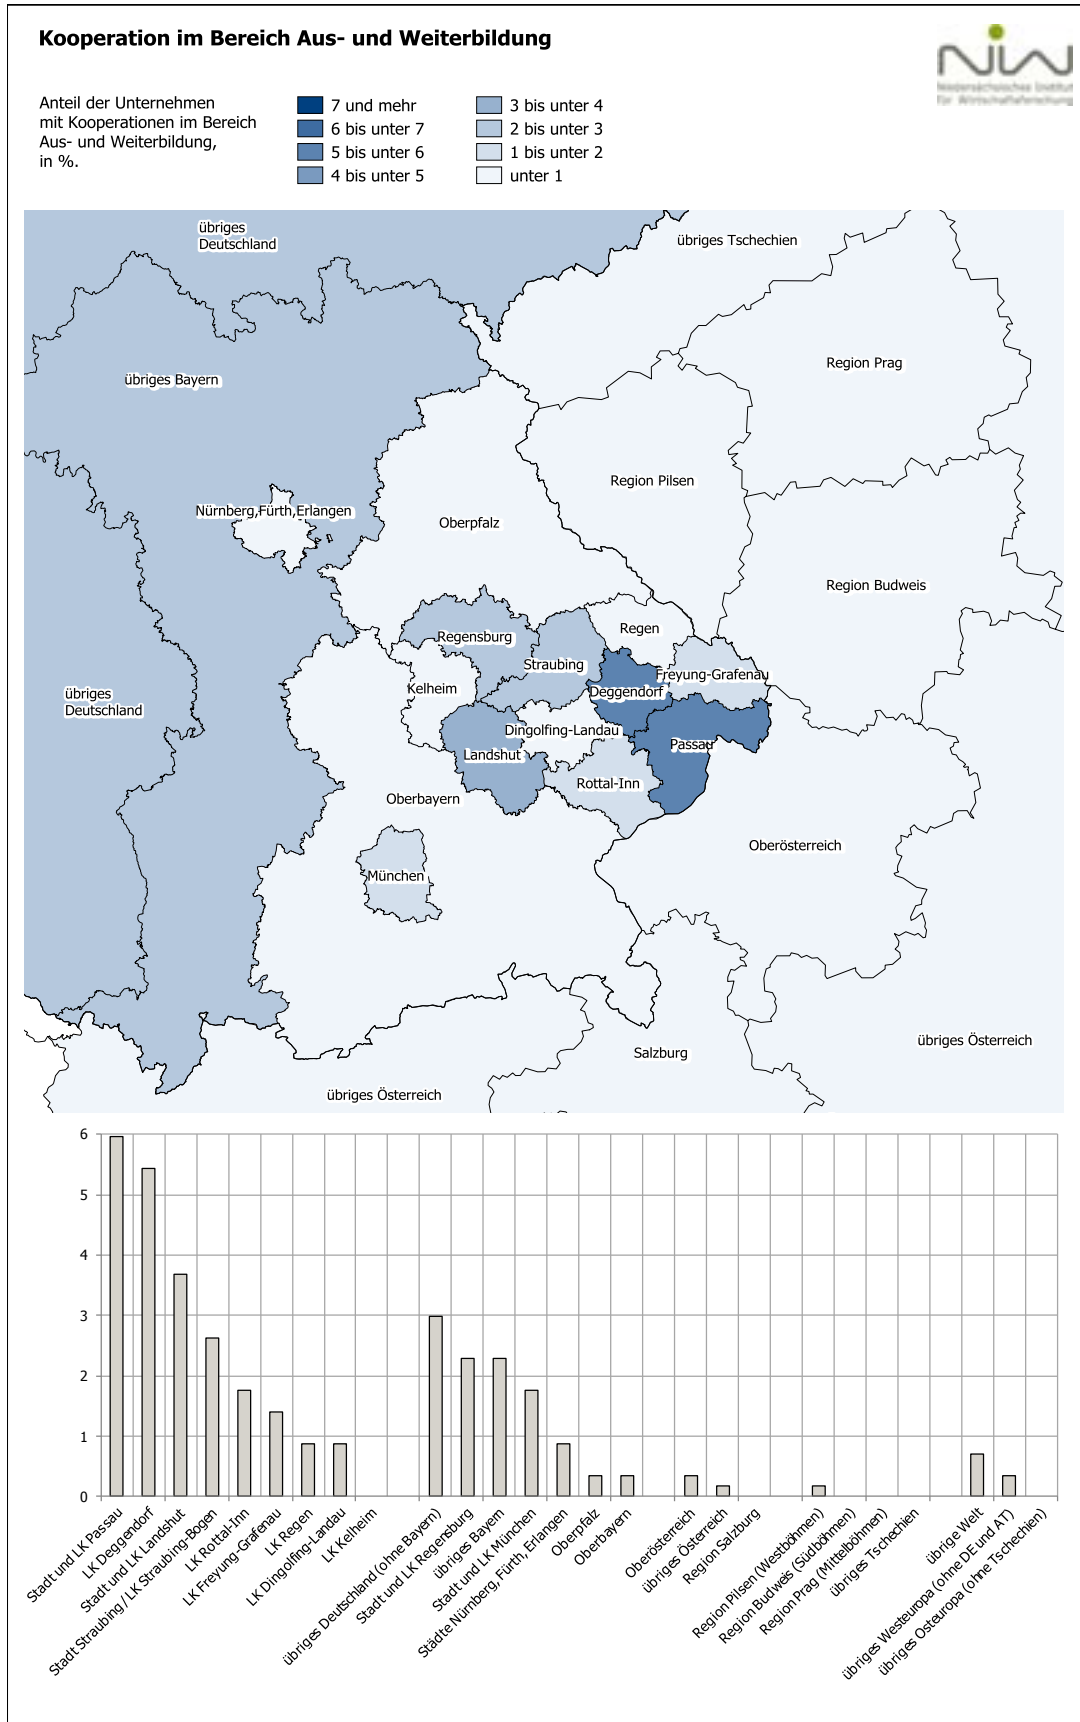 Kooperation im Bereich Aus- und Weiterbildung
NIW
Niedersächsisches Institut
für Wirtschaftsforschung
Anteil der Unternehmen
mit Kooperationen im Bereich
Aus- und Weiterbildung,
in %.
7 und mehr
6 bis unter 7
5 bis unter 6
4 bis unter 5
3 bis unter 4
2 bis unter 3
1 bis unter 2
unter 1
übriges
Deutschland
übriges Tschechien
Region Prag
übriges Bayern
Region Pilsen
Nürnberg,Fürth,Erlangen
Oberpfalz
Region Budweis
Regen
Regensburg
Straubing
Freyung-Grafenau
Kelheim
Deggendorf
übriges
Deutschland
Dingolfing-Landau
Passau
Landshut
Rottal-Inn
Oberbayern
Oberösterreich
München
übriges Österreich
Salzburg
übriges Österreich
6
5
4
3
2
1
0
Stadt und LK Passau
LK Deggendorf
Stadt und LK Landshut
Stadt Straubing / LK Straubing-Bogen
LK Rottal-Inn
LK Freyung-Grafenau
LK Regen
LK Dingolfing-Landau
LK Kelheim
übriges Deutschland (ohne Bayern)
Stadt und LK Regensburg
übriges Bayern
Stadt und LK München
Städte Nürnberg, Fürth, Erlangen
Oberpfalz
Oberbayern
Oberösterreich
übriges Österreich
Region Salzburg
Region Pilsen (Westböhmen)
Region Budweis (Südböhmen)
Region Prag (Mittelböhmen)
übriges Tschechien
übrige Welt
übriges Westeuropa (ohne DE und AT)
übriges Osteuropa (ohne Tschechien)